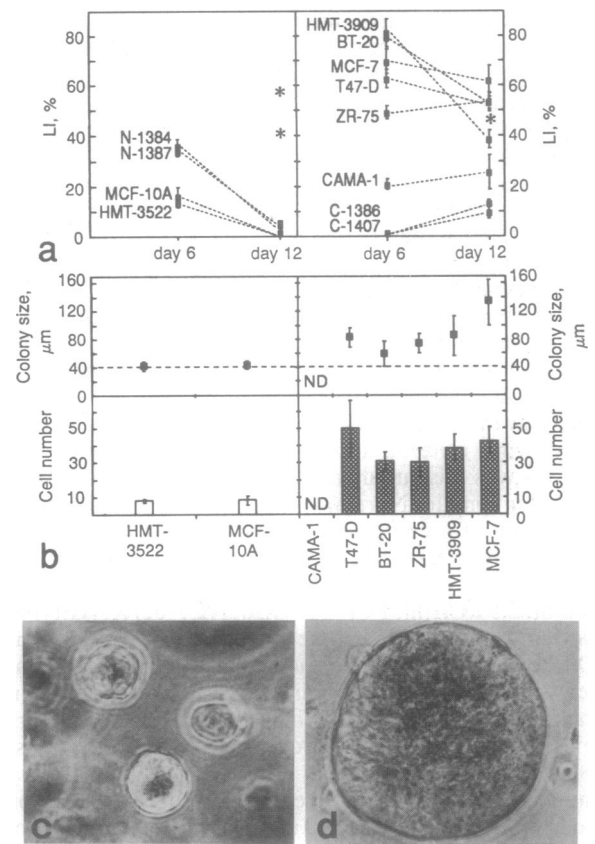 80
60
40
20
0
LI, %
N-1384
N-1387
MCF-10A
HMT-3522
*
*
a
day 6
day 12
HMT-3909
BT-20
MCF-7
T47-D
ZR-75
CAMA-1
C-1386
C-1407
*
80
60
40
20
0
LI, %
day 6
day 12
160
120
80
40
0
Colony size,
μm
ND
160
120
80
40
0
Colony size,
μm
50
30
10
Cell number
ND
50
30
10
0
Cell number
b
HMT-
3522
MCF-
10A
CAMA-1
T47-D
BT-20
ZR-75
HMT-3909
MCF-7
c
d